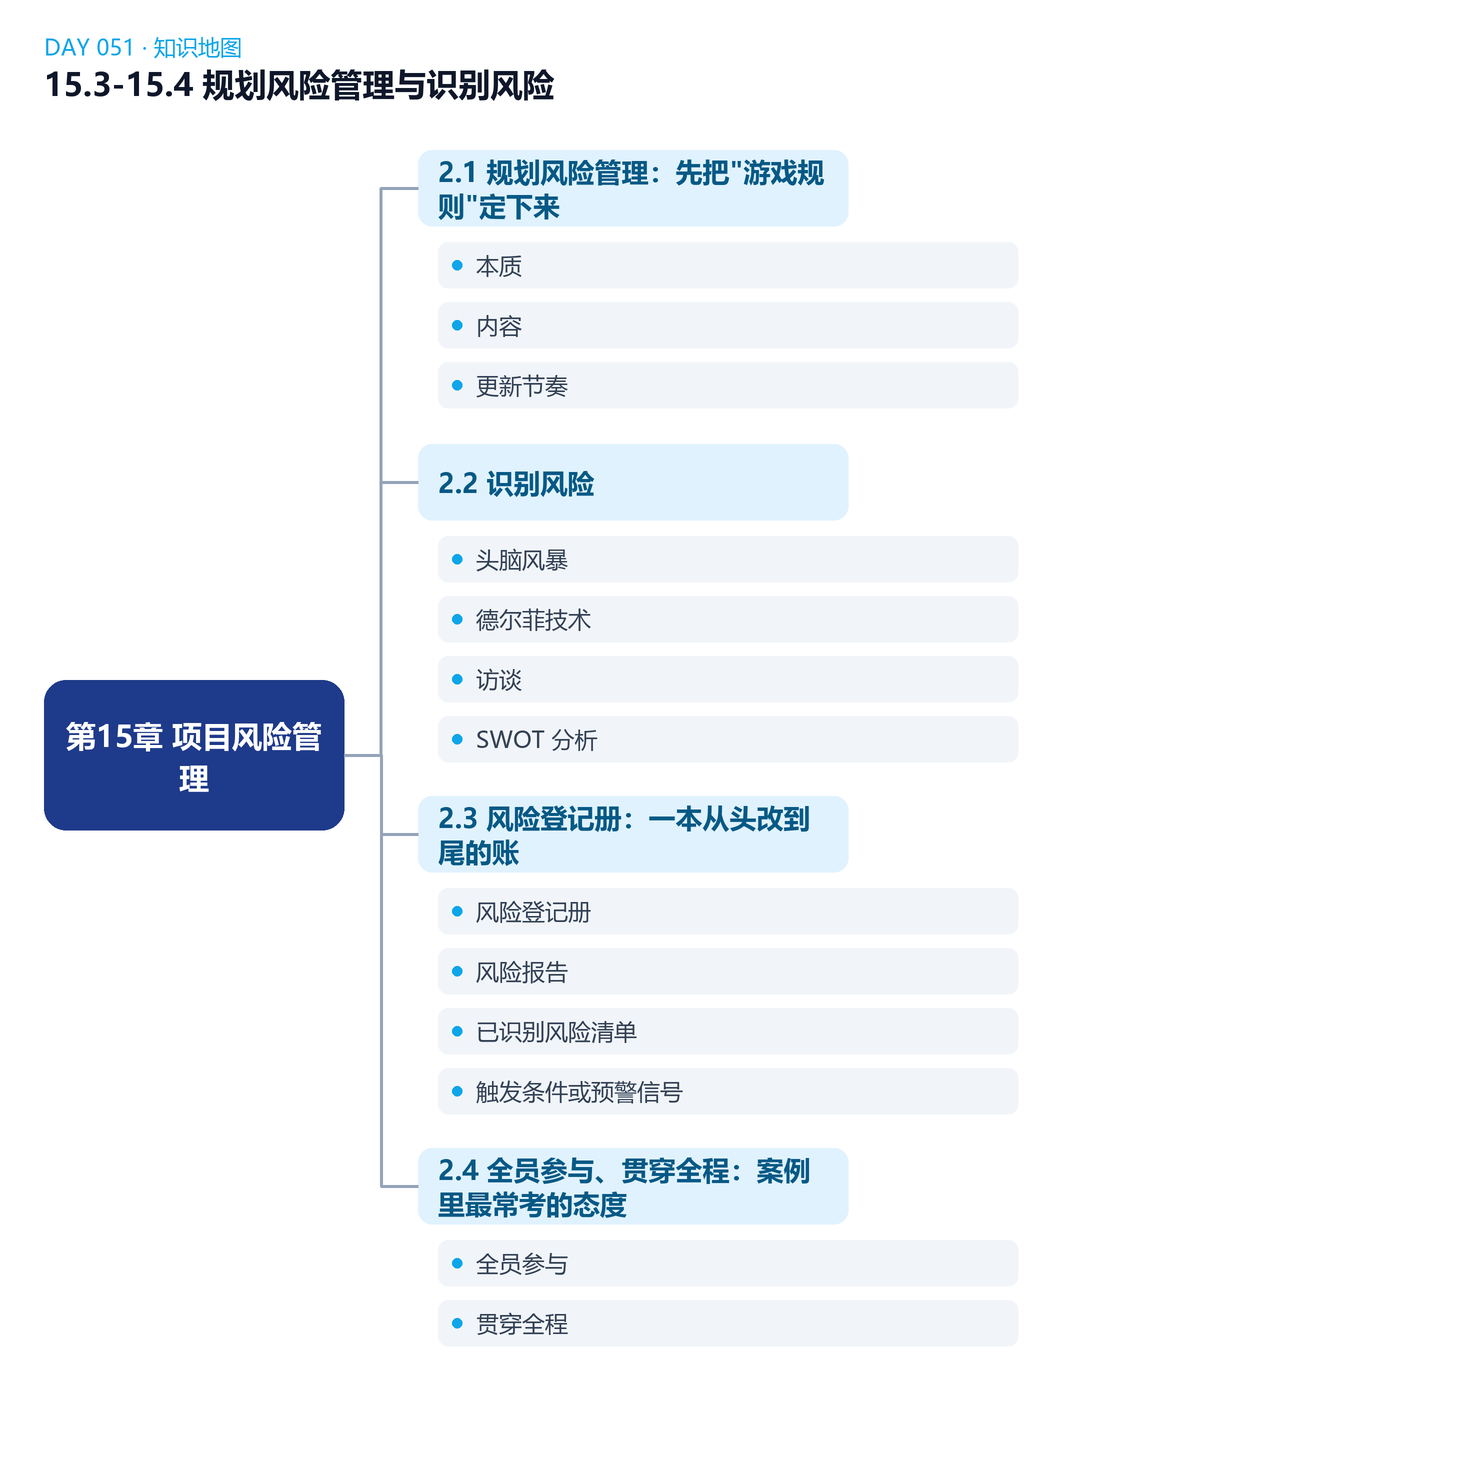 DAY 051 · 知识地图
15.3-15.4 规划风险管理与识别风险
2.1 规划风险管理：先把"游戏规
则"定下来
本质
内容
更新节奏
2.2 识别风险
头脑风暴
德尔菲技术
访谈
SWOT 分析
第15章 项目风险管
理
2.3 风险登记册：一本从头改到
尾的账
风险登记册
风险报告
已识别风险清单
触发条件或预警信号
2.4 全员参与、贯穿全程：案例
里最常考的态度
全员参与
贯穿全程